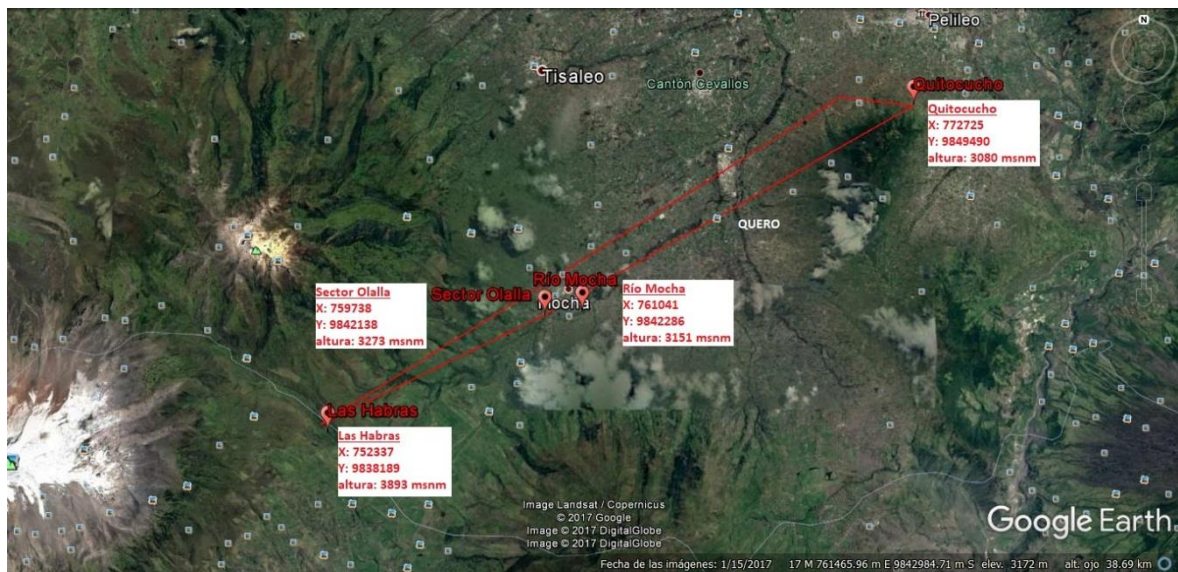 N
Pelileo
Tisaleo
Cantón Cevallos
Quitocucho
Quitocucho
X: 772725
Y: 9849490
altura: 3080 msnm
QUERO
Río Mocha
Sector Olalla
Mocha
Sector Olalla
X: 759738
Y: 9842138
altura: 3273 msnm
Río Mocha
X: 761041
Y: 9842286
altura: 3151 msnm
Las Habras
Las Habras
X: 752337
Y: 9838189
altura: 3893 msnm
Image Landsat / Copernicus
© 2017 Google
Image © 2017 DigitalGlobe
Image © 2017 DigitalGlobe
Google Earth
Fecha de las imágenes: 1/15/2017 17 M 761465.96 m E 9842984.71 m S elev. 3172 m alt. ojo 38.69 km